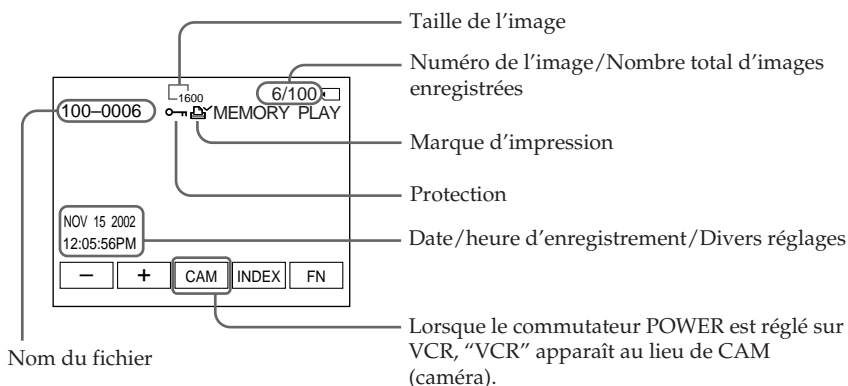 Taille de l'image
Numéro de l'image/Nombre total d'images
enregistrées
1600
6/100
100–0006
MEMORY PLAY
Marque d'impression
Protection
NOV 15 2002
12:05:56PM
Date/heure d'enregistrement/Divers réglages
– + CAM INDEX FN
Lorsque le commutateur POWER est réglé sur
VCR, “VCR” apparaît au lieu de CAM
(caméra).
Nom du fichier